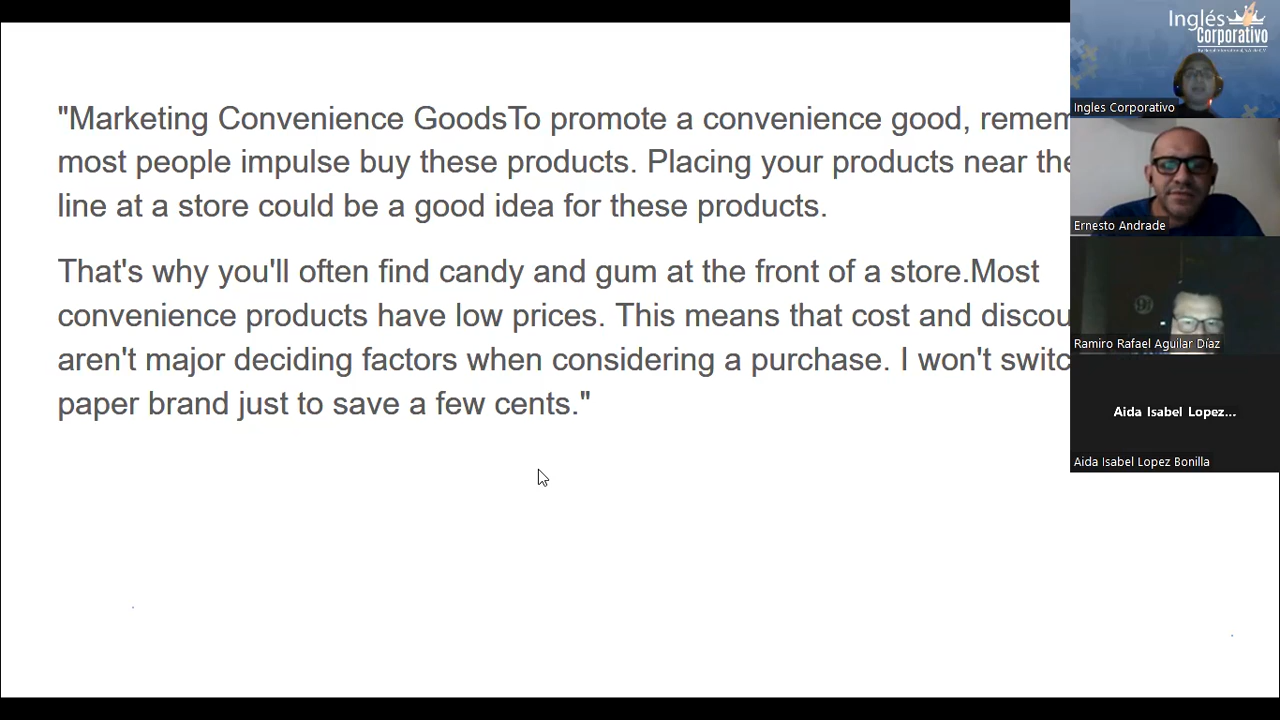 "Marketing Convenience GoodsTo promote a convenience good, remem
most people impulse buy these products. Placing your products near the
line at a store could be a good idea for these products.
That's why you'll often find candy and gum at the front of a store.Most
convenience products have low prices. This means that cost and discou
aren't major deciding factors when considering a purchase. I won't switc
paper brand just to save a few cents."
Inglés
Corporativo
Ingles Corporativo
Ernesto Andrade
Ramiro Rafael Aguilar Díaz
Aida Isabel Lopez...
Aida Isabel Lopez Bonilla